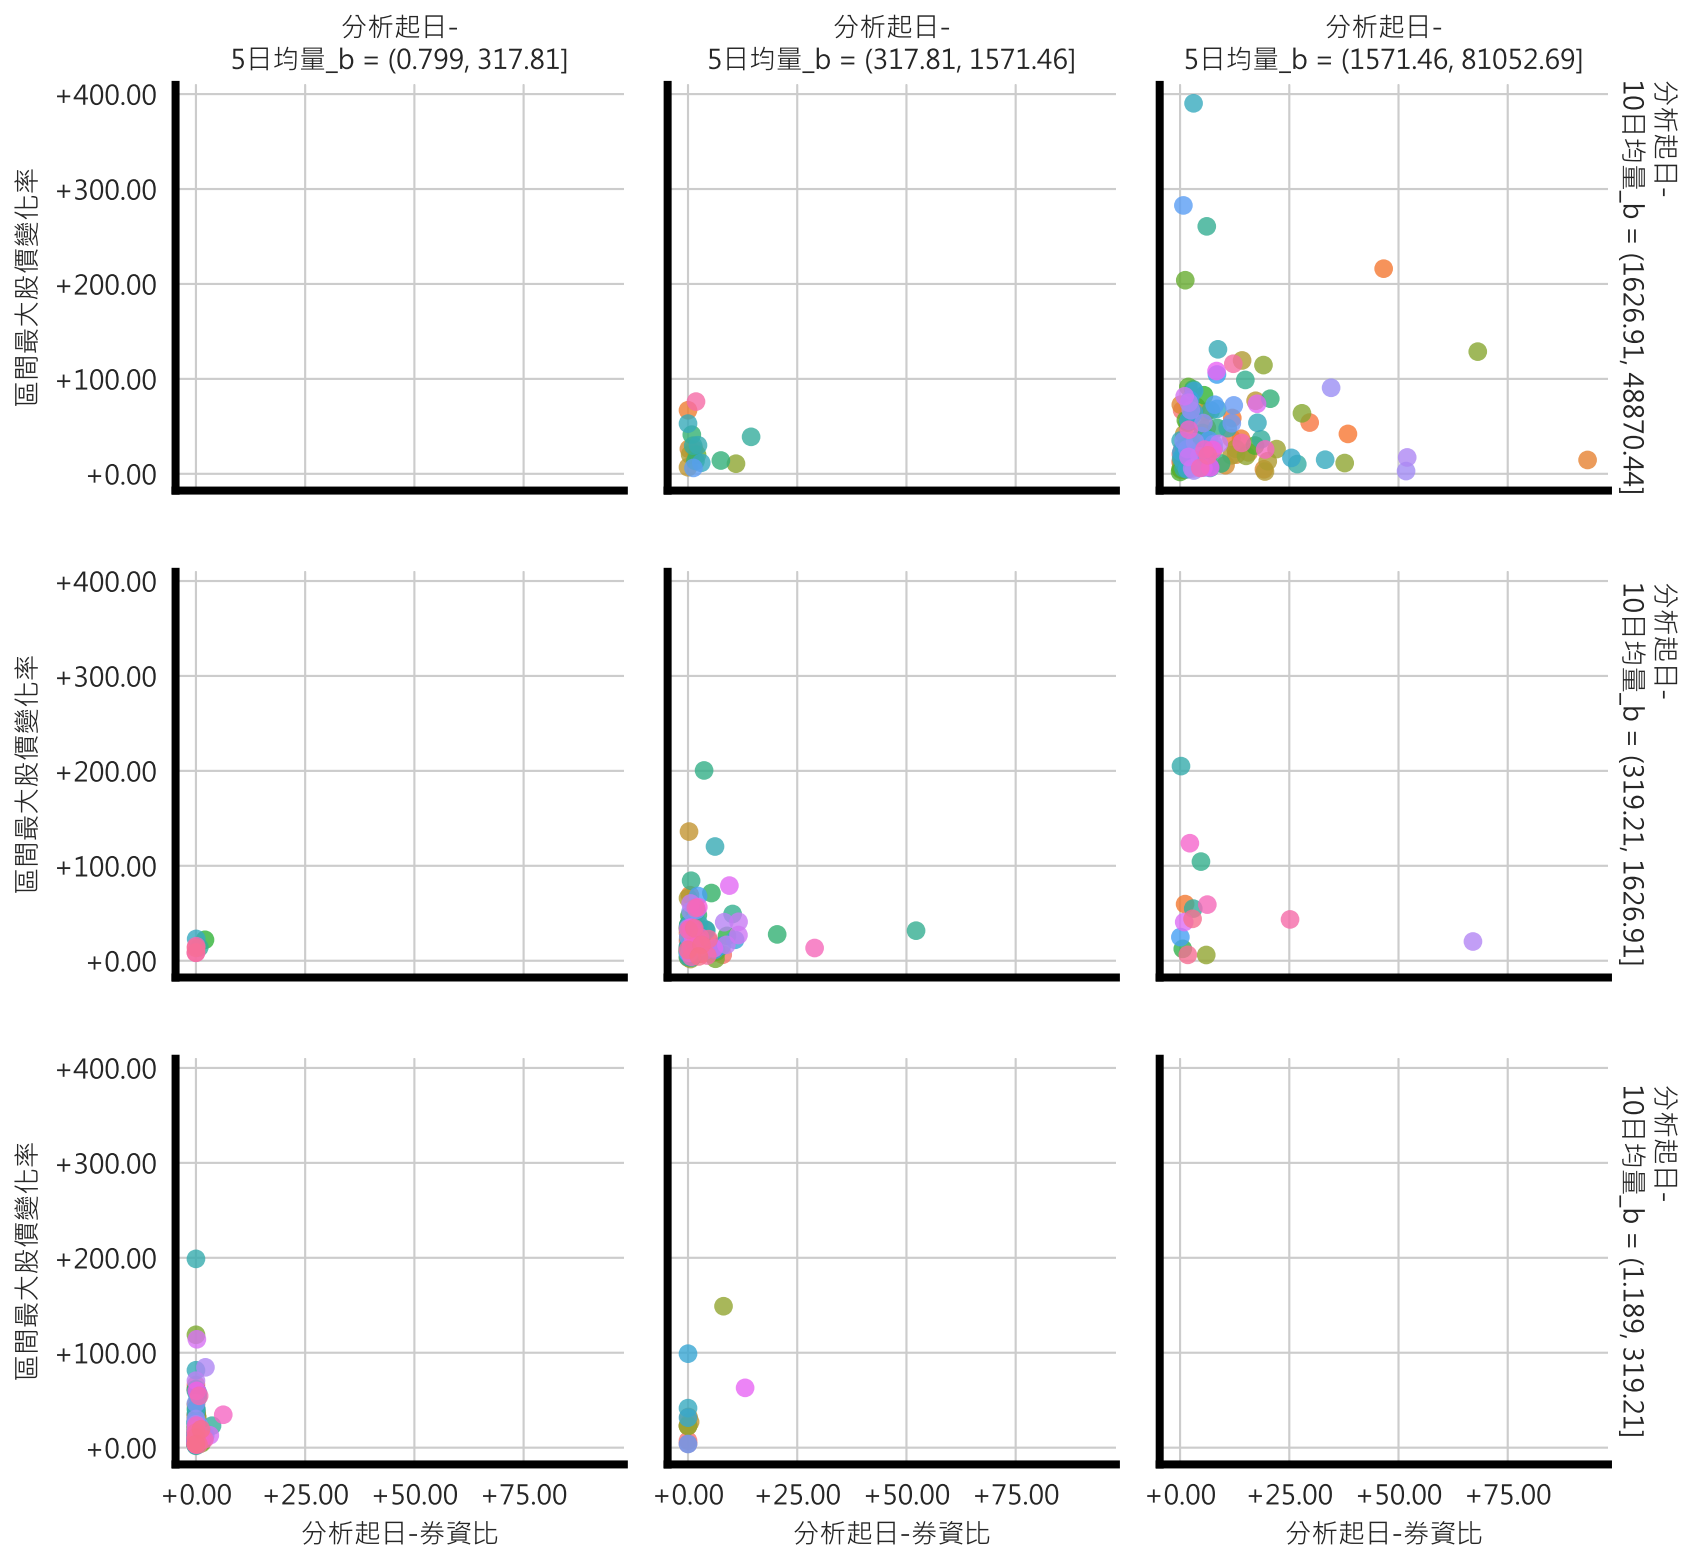 分析起日-
5日均量_b = (0.799, 317.81]
分析起日-
5日均量_b = (317.81, 1571.46]
分析起日-
5日均量_b = (1571.46, 81052.69]
+400.00
+300.00
+200.00
+100.00
+0.00
區間最大股價變化率
分析起日-
10日均量_b = (1626.91, 48870.44]
+400.00
+300.00
+200.00
+100.00
+0.00
區間最大股價變化率
分析起日-
10日均量_b = (319.21, 1626.91]
+400.00
+300.00
+200.00
+100.00
+0.00
區間最大股價變化率
分析起日-
10日均量_b = (1.189, 319.21]
+0.00 +25.00 +50.00 +75.00
+0.00 +25.00 +50.00 +75.00
+0.00 +25.00 +50.00 +75.00
分析起日-券資比
分析起日-券資比
分析起日-券資比